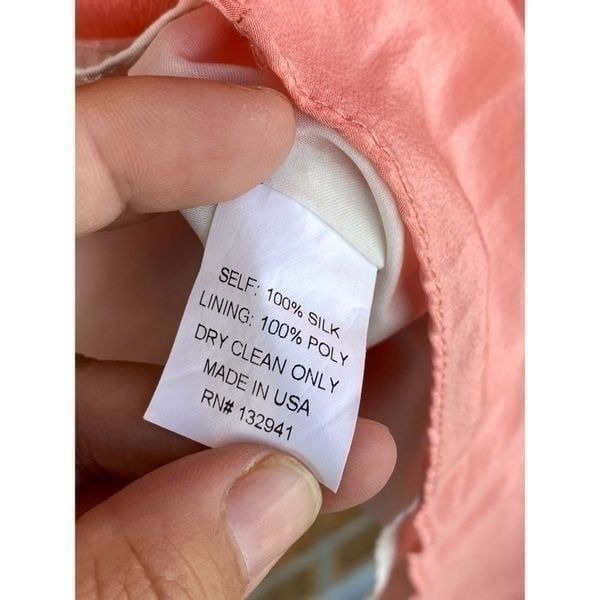 SELF: 100% SILK
LINING: 100% POLY
DRY CLEAN ONLY
MADE IN USA
RN# 132941